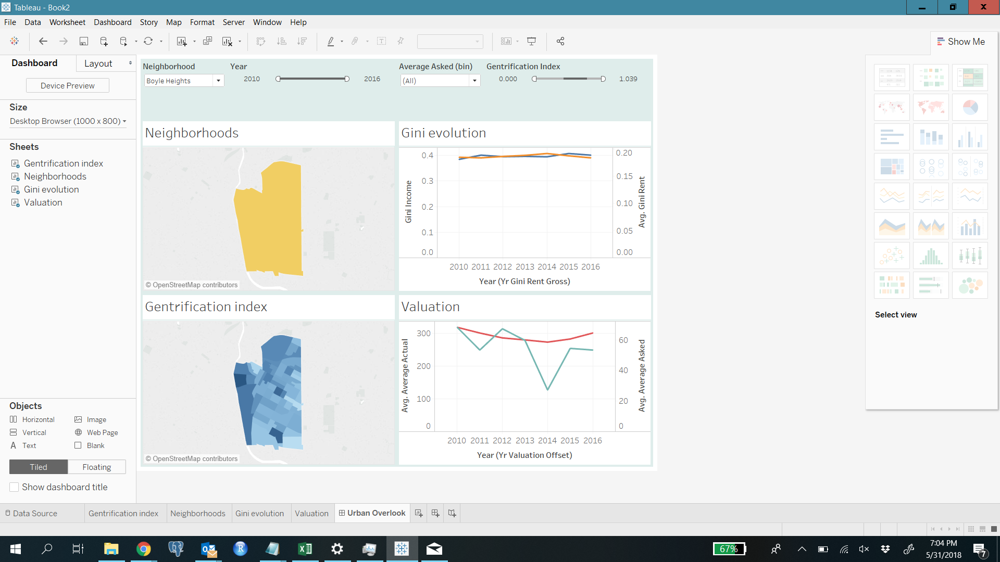 Tableau - Book2
File Data Worksheet Dashboard Story Map Format Server Window Help
Show Me
Dashboard Layout
Device Preview
Size
Desktop Browser (1000 x 800)
Sheets
Gentrification index
Neighborhoods
Gini evolution
Valuation
Objects
Horizontal Image
Vertical Web Page
A Text Blank
Tiled Floating
Show dashboard title
Neighborhood Year Average Asked (bin) Gentrification Index
Boyle Heights 2010 2016 (All) 0.000 1.039
Neighborhoods
© OpenStreetMap contributors
Gini evolution
Gini Income
0.4
0.3
0.2
0.1
0.0
0.20
0.15
0.10
0.05
0.00
Avg. Gini Rent
2010 2011 2012 2013 2014 2015 2016
Year (Yr Gini Rent Gross)
Gentrification index
© OpenStreetMap contributors
Valuation
Avg. Average Actual
300
200
100
0
60
40
20
0
Avg. Average Asked
2010 2011 2012 2013 2014 2015 2016
Year (Yr Valuation Offset)
Select view
Data Source Gentrification index Neighborhoods Gini evolution Valuation Urban Overlook
67%
7:04 PM
5/31/2018
7